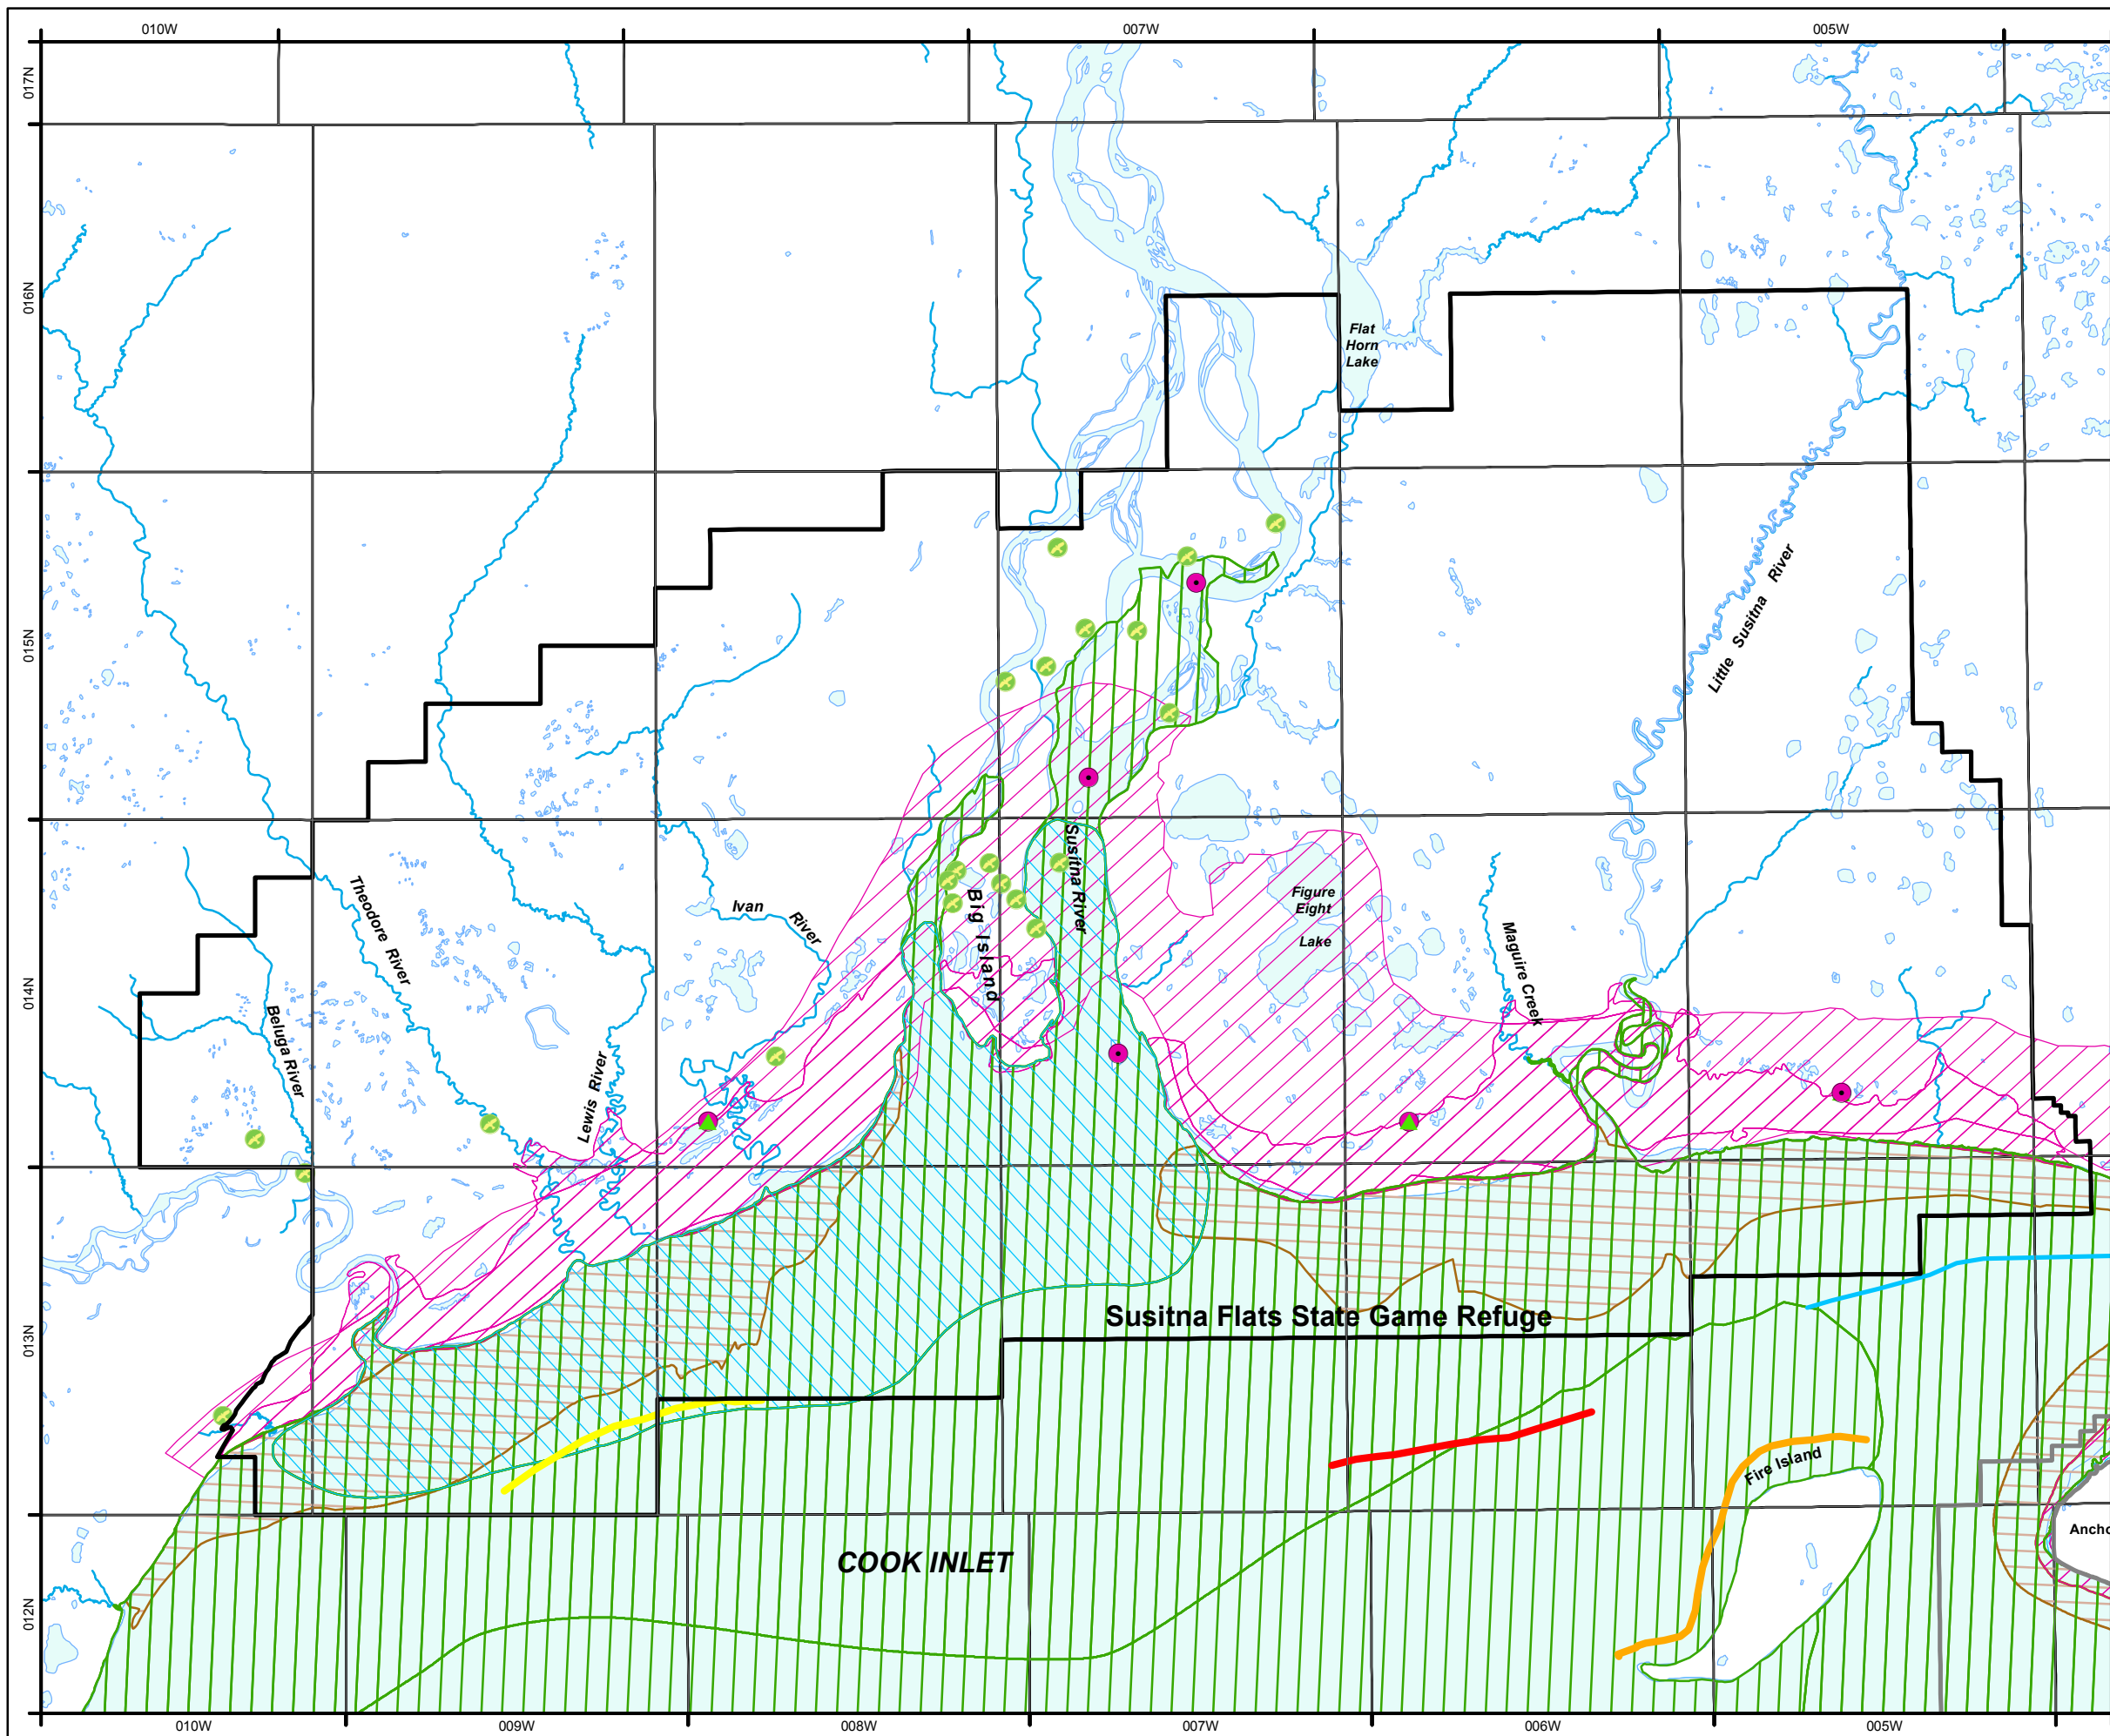 010W
007W
005W
017N
016N
015N
014N
013N
012N
Flat
Horn
Lake
Little Susitna River
Susitna River
Big Island
Figure
Eight
Lake
Ivan River
Theodore River
Beluga River
Lewis River
Maguire Creek
Susitna Flats State Game Refuge
Fire Island
Ancho
COOK INLET
010W
009W
008W
007W
006W
005W